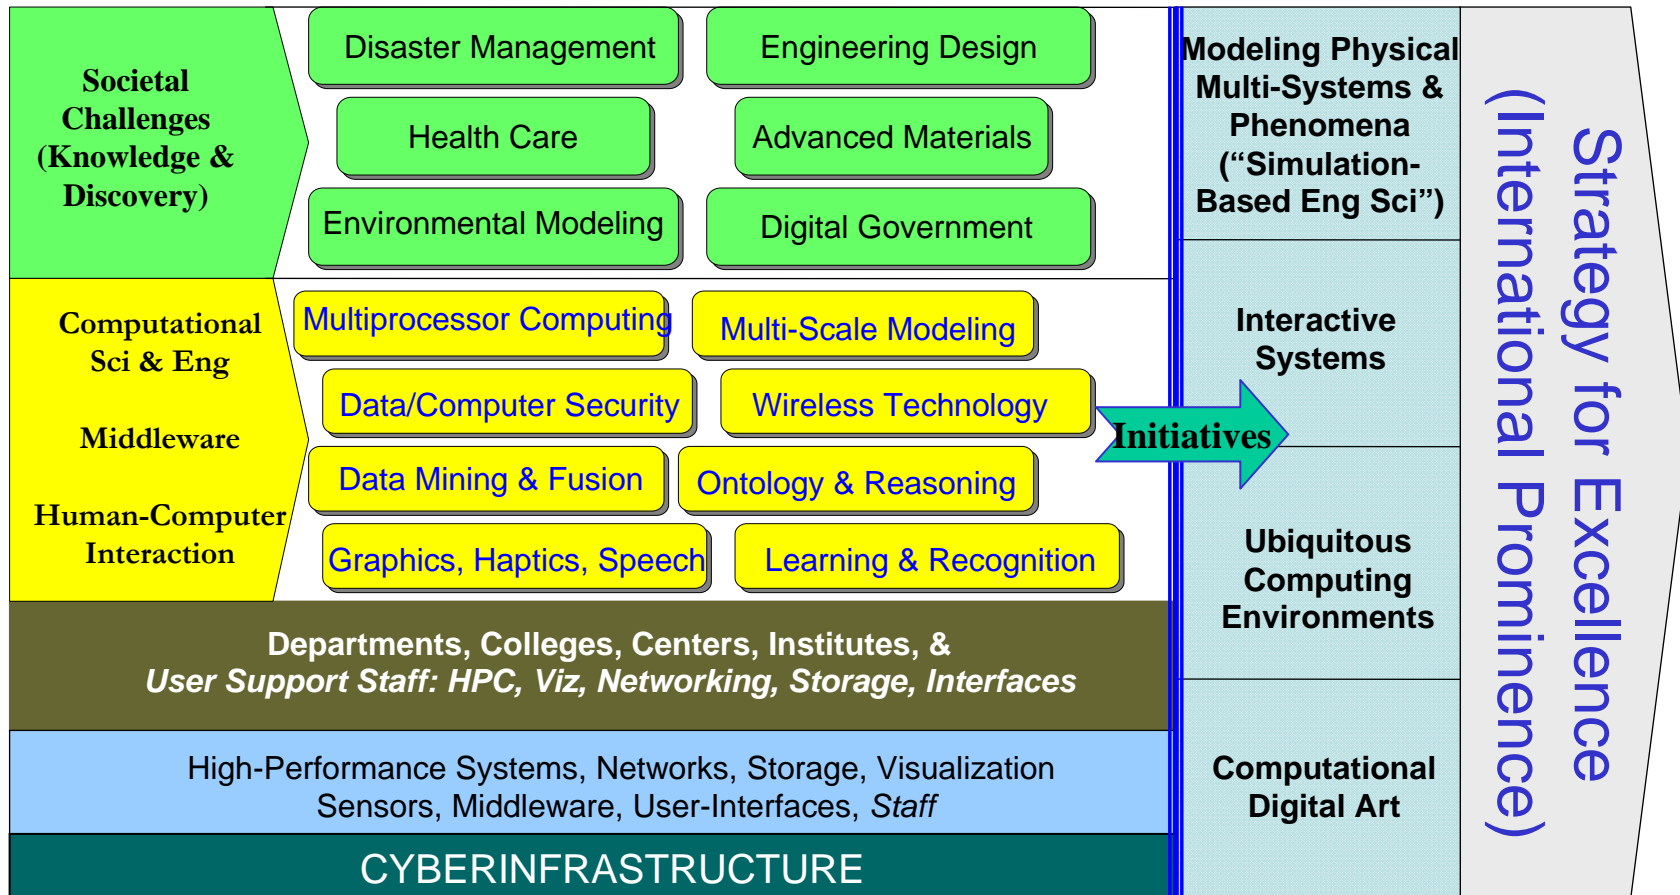 Societal
Challenges
(Knowledge &
Discovery)
Disaster Management
Engineering Design
Health Care
Advanced Materials
Environmental Modeling
Digital Government
Computational
Sci & Eng
Middleware
Human-Computer
Interaction
Multiprocessor Computing
Multi-Scale Modeling
Data/Computer Security
Wireless Technology
Data Mining & Fusion
Ontology & Reasoning
Graphics, Haptics, Speech
Learning & Recognition
Initiatives
Departments, Colleges, Centers, Institutes, &
User Support Staff: HPC, Viz, Networking, Storage, Interfaces
High-Performance Systems, Networks, Storage, Visualization
Sensors, Middleware, User-Interfaces, Staff
CYBERINFRASTRUCTURE
Modeling Physical
Multi-Systems &
Phenomena
(“Simulation-
Based Eng Sci”)
Interactive
Systems
Ubiquitous
Computing
Environments
Computational
Digital Art
Strategy for Excellence
(International Prominence)